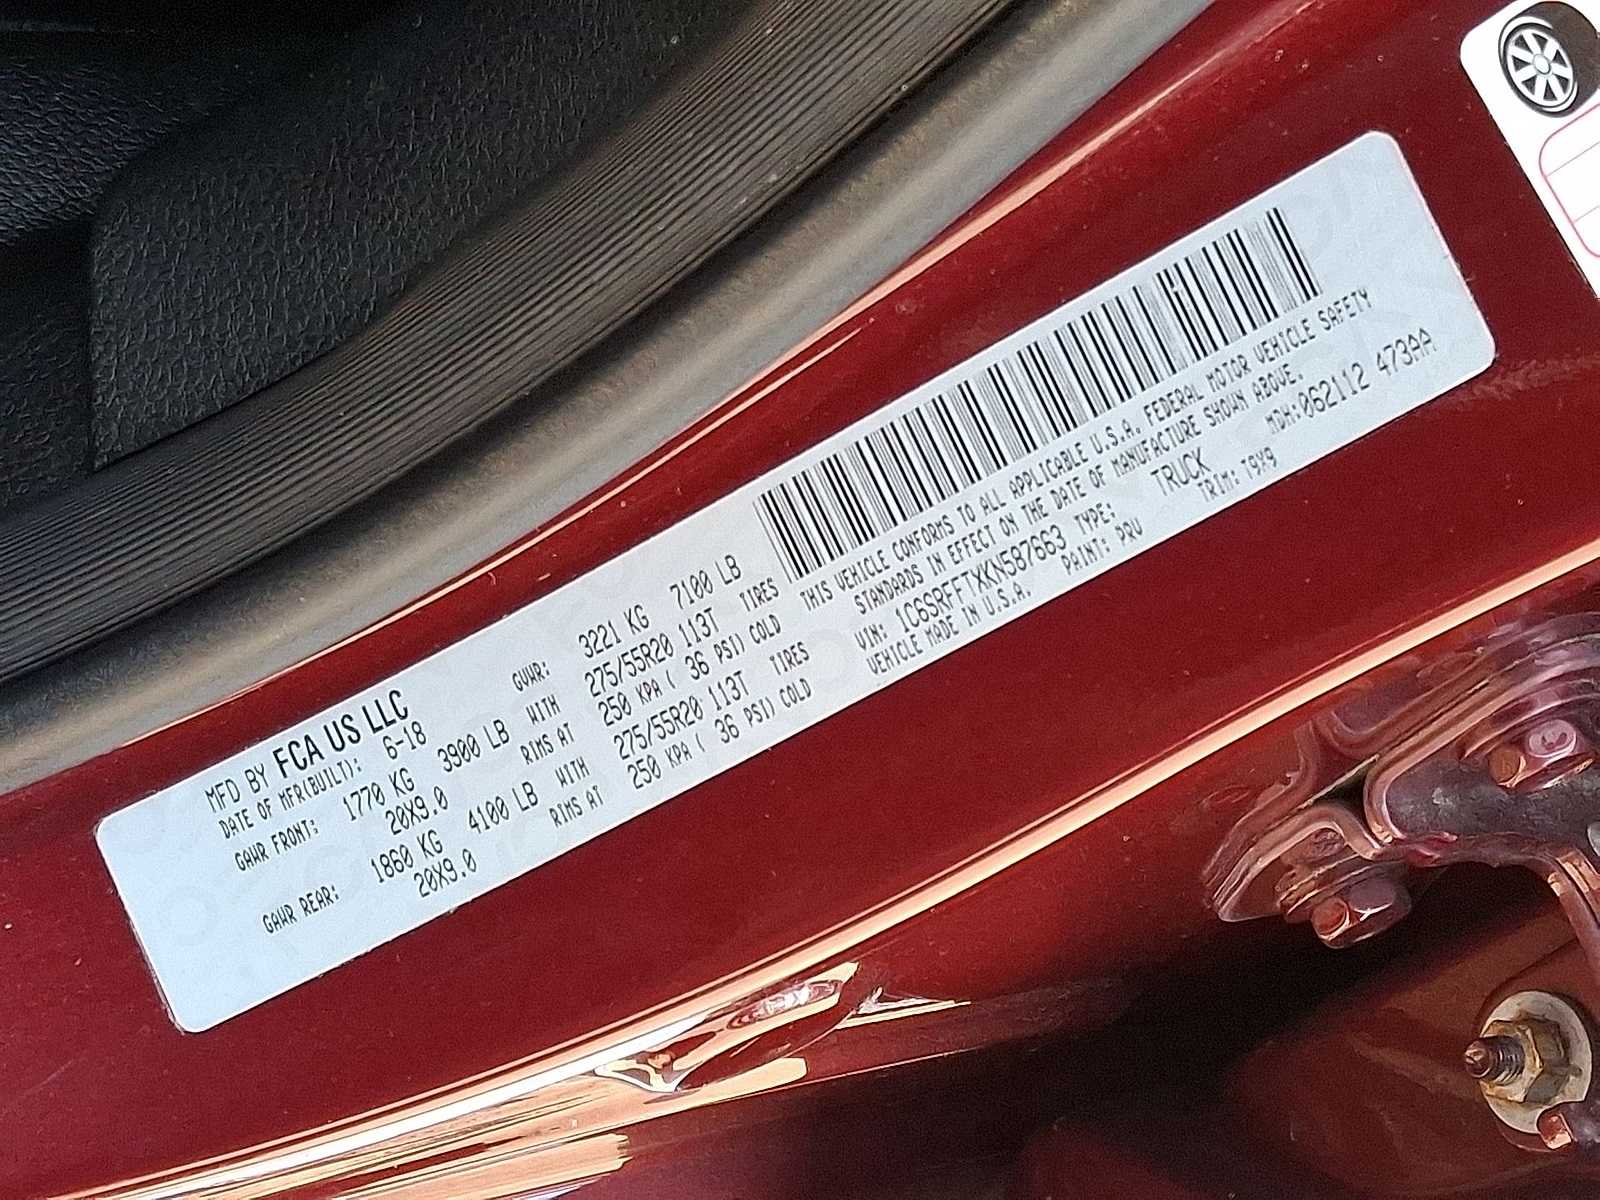 MFD BY FCA US LLC
DATE OF MFR(BUILT): 6-18 GVWR: 3221 KG 7100 LB
GAWR FRONT: 1770 KG 3900 LB WITH 275/55R20 113T TIRES
20X9.0 RIMS AT 250 KPA ( 36 PSI) COLD
GAWR REAR: 1860 KG 4100 LB WITH 275/55R20 113T TIRES
20X9.0 RIMS AT 250 KPA ( 36 PSI) COLD
THIS VEHICLE CONFORMS TO ALL APPLICABLE U.S.A. FEDERAL MOTOR VEHICLE SAFETY
STANDARDS IN EFFECT ON THE DATE OF MANUFACTURE SHOWN ABOVE.
VIN: 1C6SRFFTXKN587663 TYPE: TRUCK MDH:062112 473AA
VEHICLE MADE IN U.S.A. PAINT: PRV TRIM: T9X9